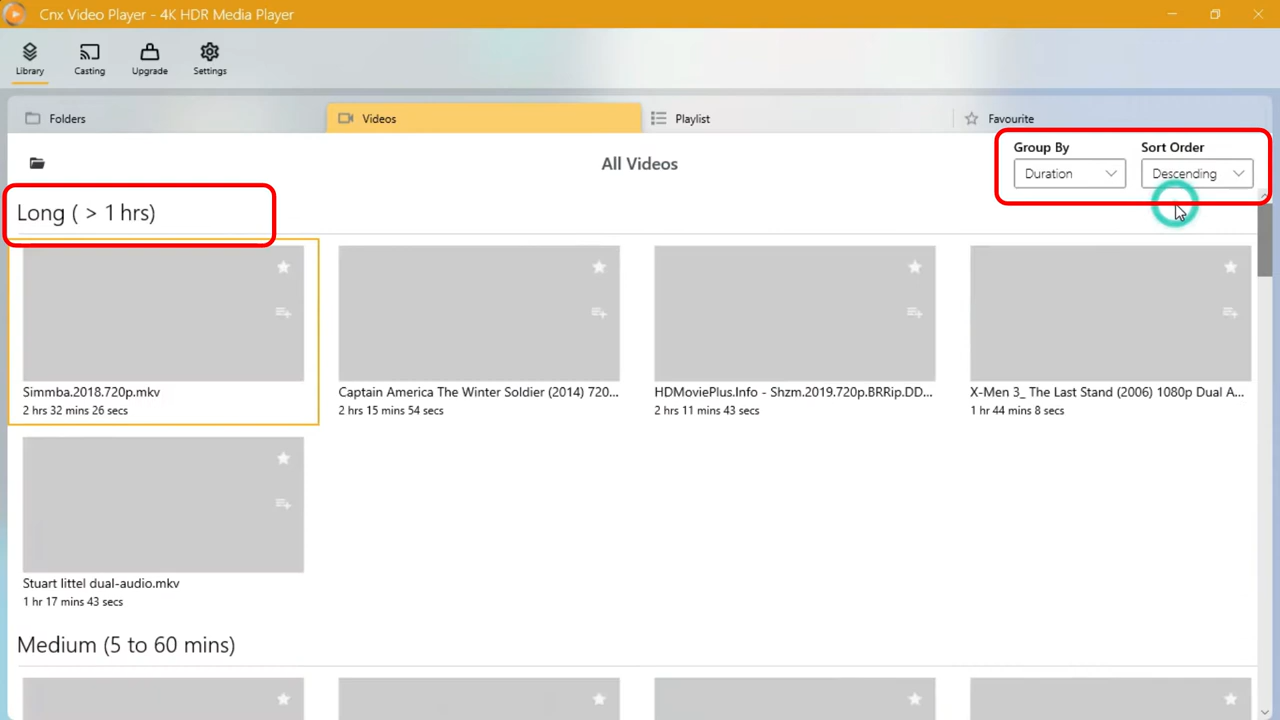 Cnx Video Player - 4K HDR Media Player
Library
Casting
Upgrade
Settings
Folders
Videos
Playlist
Favourite
All Videos
Group By
Sort Order
Duration
Descending
Long ( > 1 hrs)
Simmba.2018.720p.mkv
2 hrs 32 mins 26 secs
Captain America The Winter Soldier (2014) 720...
2 hrs 15 mins 54 secs
HDMoviePlus.Info - Shzm.2019.720p.BRRip.DD...
2 hrs 11 mins 43 secs
X-Men 3_ The Last Stand (2006) 1080p Dual A...
1 hr 44 mins 8 secs
Stuart littel dual-audio.mkv
1 hr 17 mins 43 secs
Medium (5 to 60 mins)